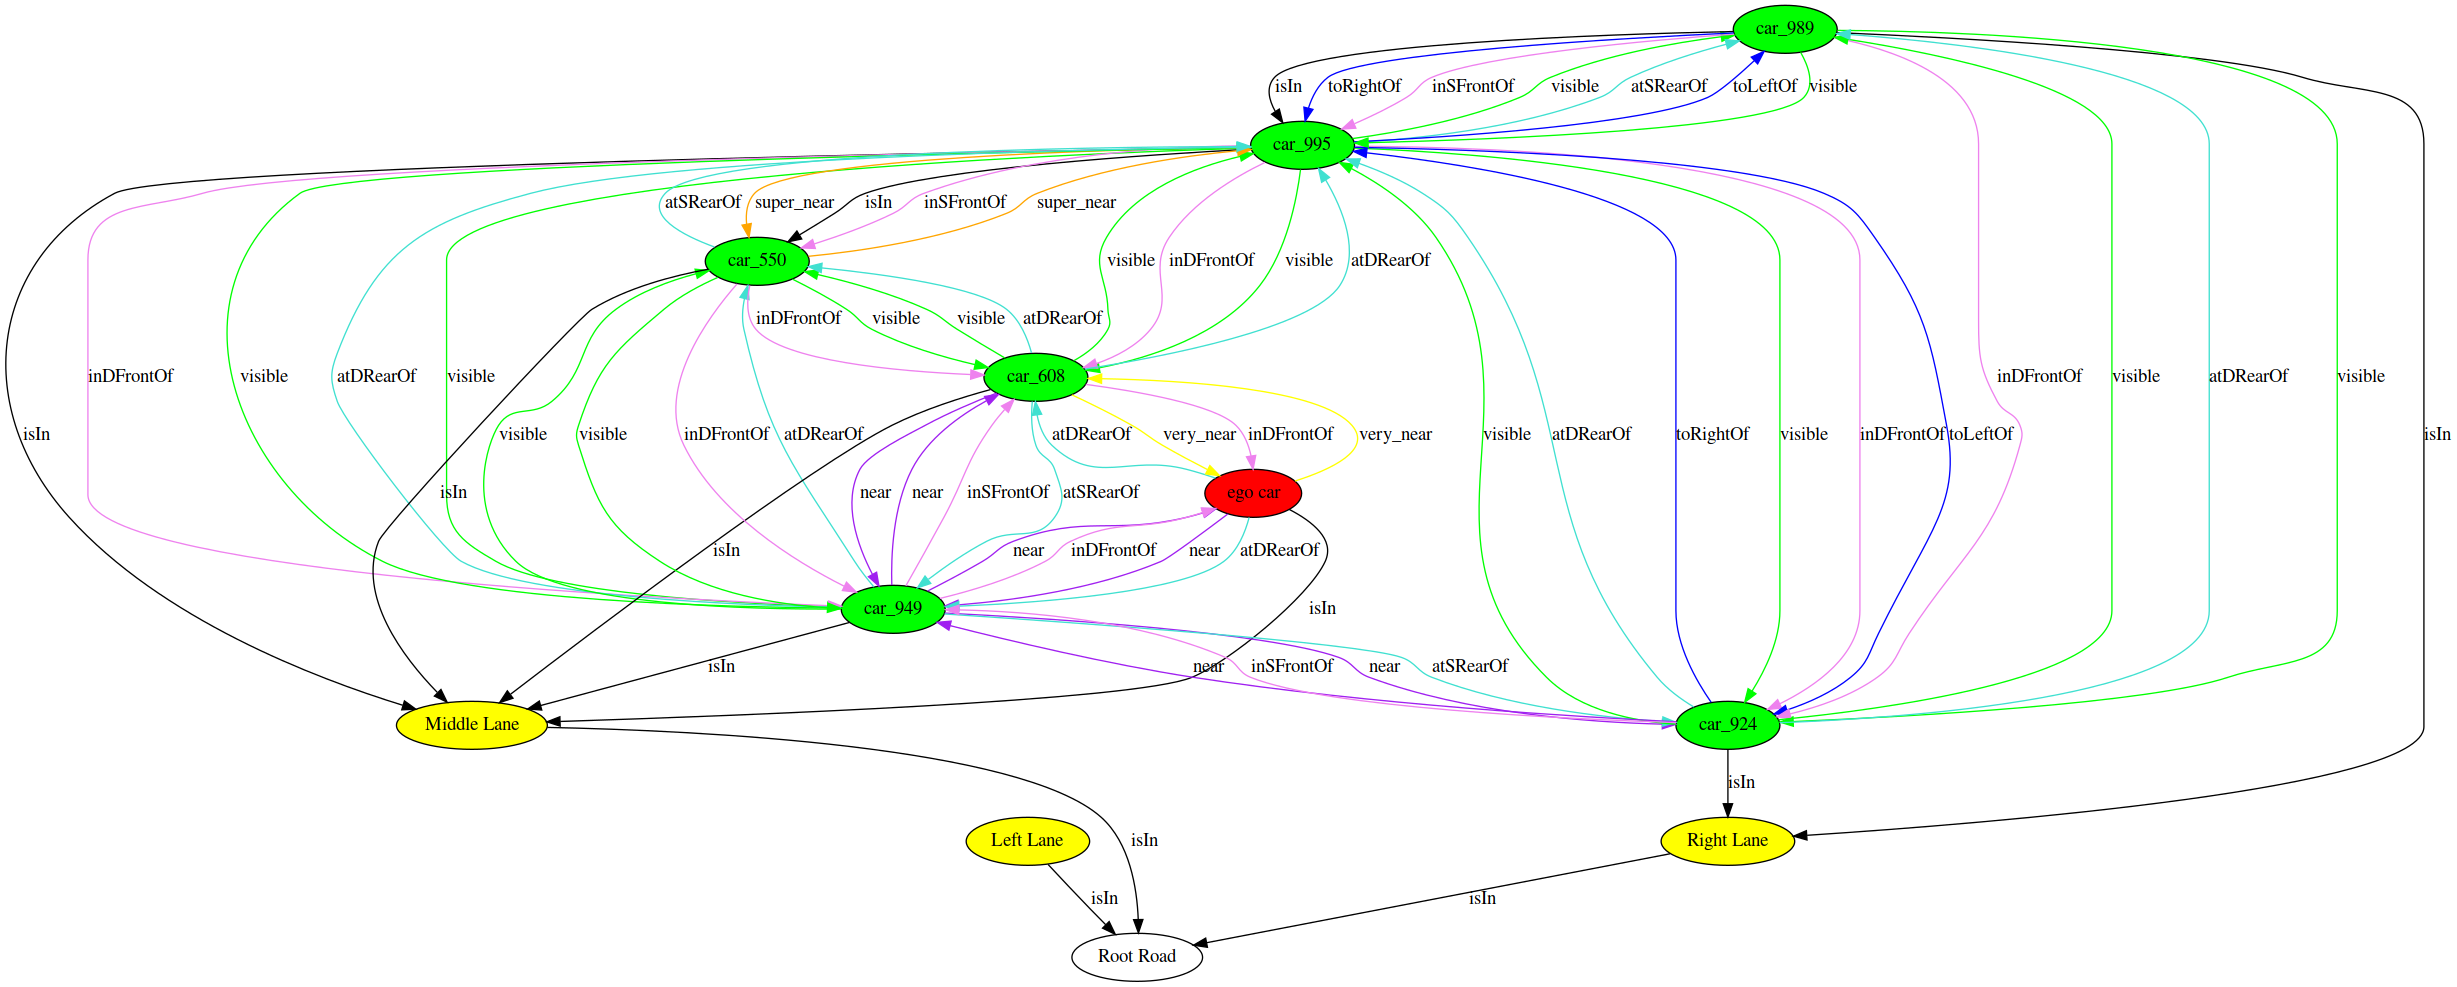 car_989
isIn toRightOf inSFrontOf visible atSRearOf toLeftOf visible
car_995
atSRearOf super_near isIn inSFrontOf super_near
car_550 visible inDFrontOf visible atDRearOf
inDFrontOf visible visible atDRearOf
inDFrontOf visible atDRearOf visible car_608 inDFrontOf visible atDRearOf visible
isIn visible visible inDFrontOf atDRearOf atDRearOf very_near inDFrontOf very_near visible atDRearOf toRightOf visible inDFrontOf toLeftOf isIn
isIn near near inSFrontOf atSRearOf ego car
isIn near inDFrontOf near atDRearOf
car_949 isIn
isIn near inSFrontOf near atSRearOf
Middle Lane car_924
isIn
Left Lane isIn Right Lane
isIn isIn
Root Road